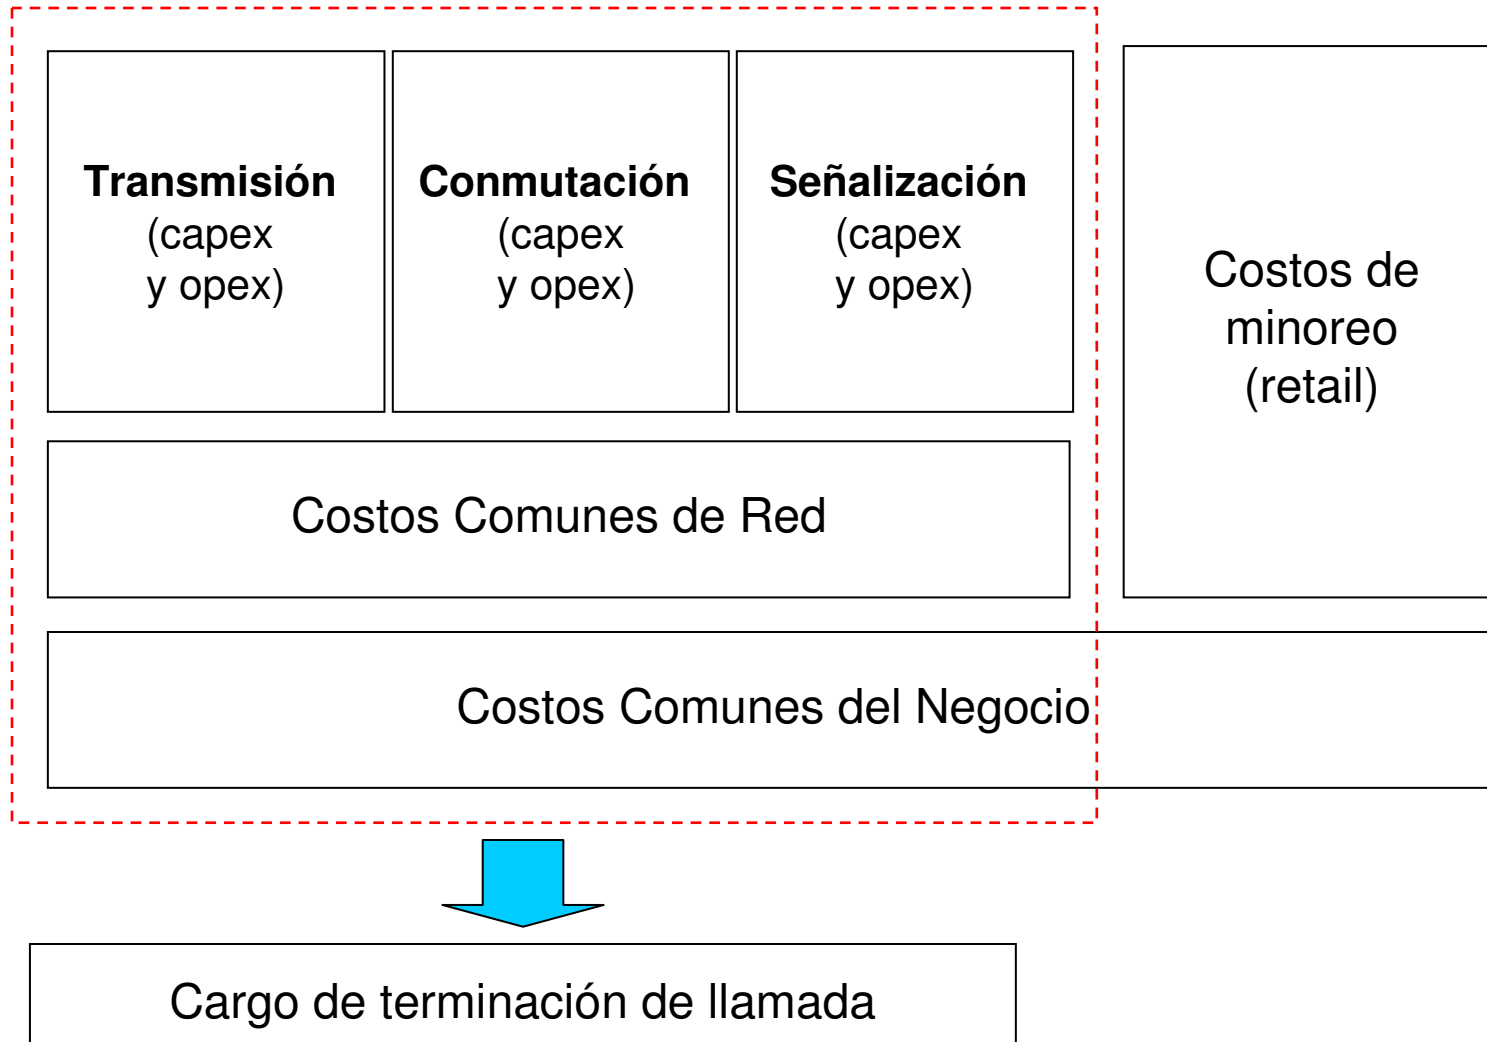 Transmisión
(capex
y opex)
Conmutación
(capex
y opex)
Señalización
(capex
y opex)
Costos de
minoreo
(retail)
Costos Comunes de Red
Costos Comunes del Negocio
Cargo de terminación de llamada